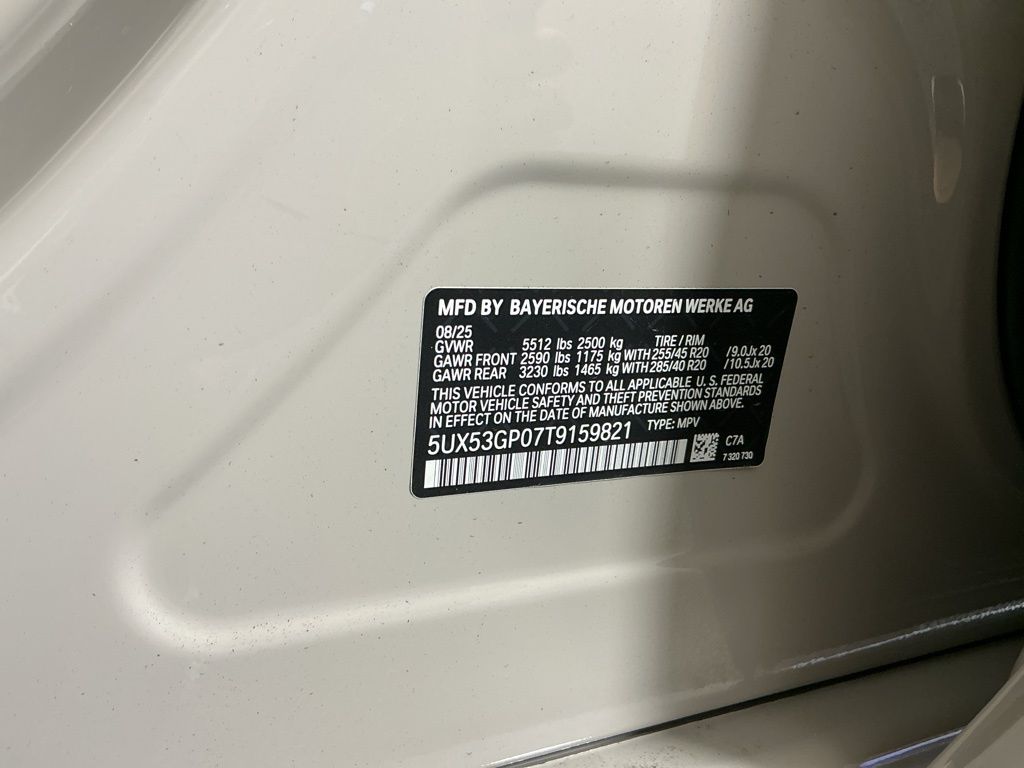 MFD BY BAYERISCHE MOTOREN WERKE AG
08/25
GVWR 5512 lbs 2500 kg TIRE / RIM
GAWR FRONT 2590 lbs 1175 kg WITH 255/45 R20 /9.0Jx20
GAWR REAR 3230 lbs 1465 kg WITH 285/40 R20 /10.5Jx20
THIS VEHICLE CONFORMS TO ALL APPLICABLE U.S. FEDERAL
MOTOR VEHICLE SAFETY AND THEFT PREVENTION STANDARDS
IN EFFECT ON THE DATE OF MANUFACTURE SHOWN ABOVE.
5UX53GP07T9159821 TYPE: MPV
C7A
7 320 730